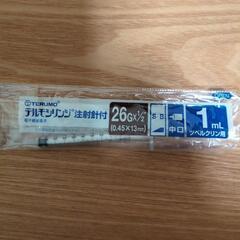 TERUMO
テルモシリンジ 注射針付
26G×1/2"
(0.45×13mm)
SB
中口
1mL
ツベルクリン用